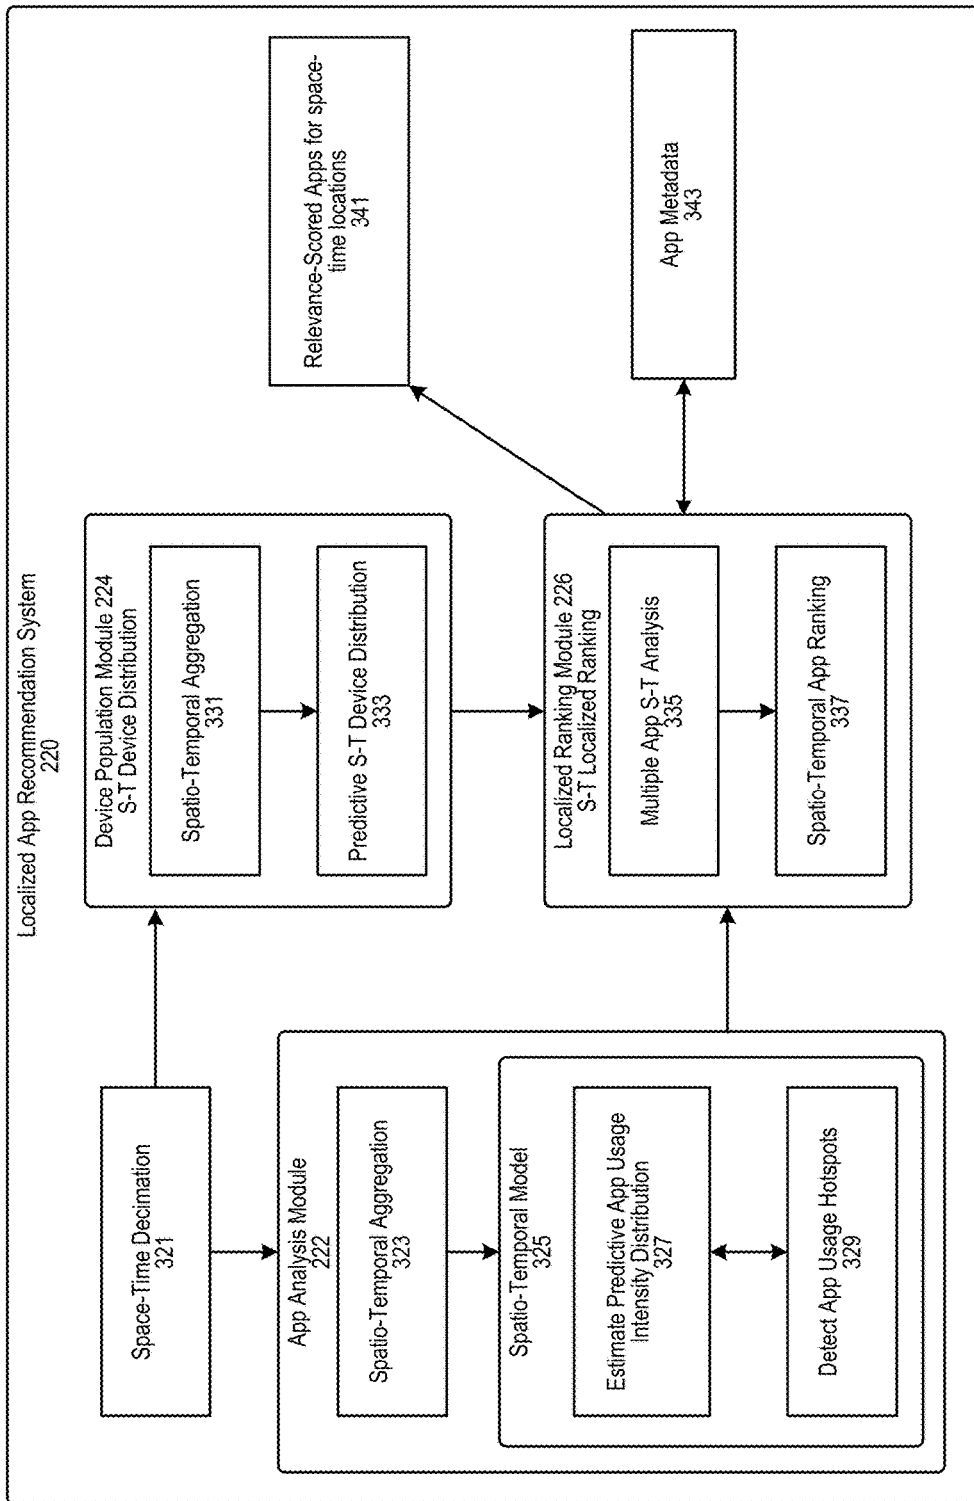 Localized App Recommendation System
220
Space-Time Decimation
321
App Analysis Module
222
Spatio-Temporal Aggregation
323
Spatio-Temporal Model
325
Estimate Predictive App Usage
Intensity Distribution
327
Detect App Usage Hotspots
329
Device Population Module 224
S-T Device Distribution
Spatio-Temporal Aggregation
331
Predictive S-T Device Distribution
333
Localized Ranking Module 226
S-T Localized Ranking
Multiple App S-T Analysis
335
Spatio-Temporal App Ranking
337
Relevance-Scored Apps for space-
time locations
341
App Metadata
343